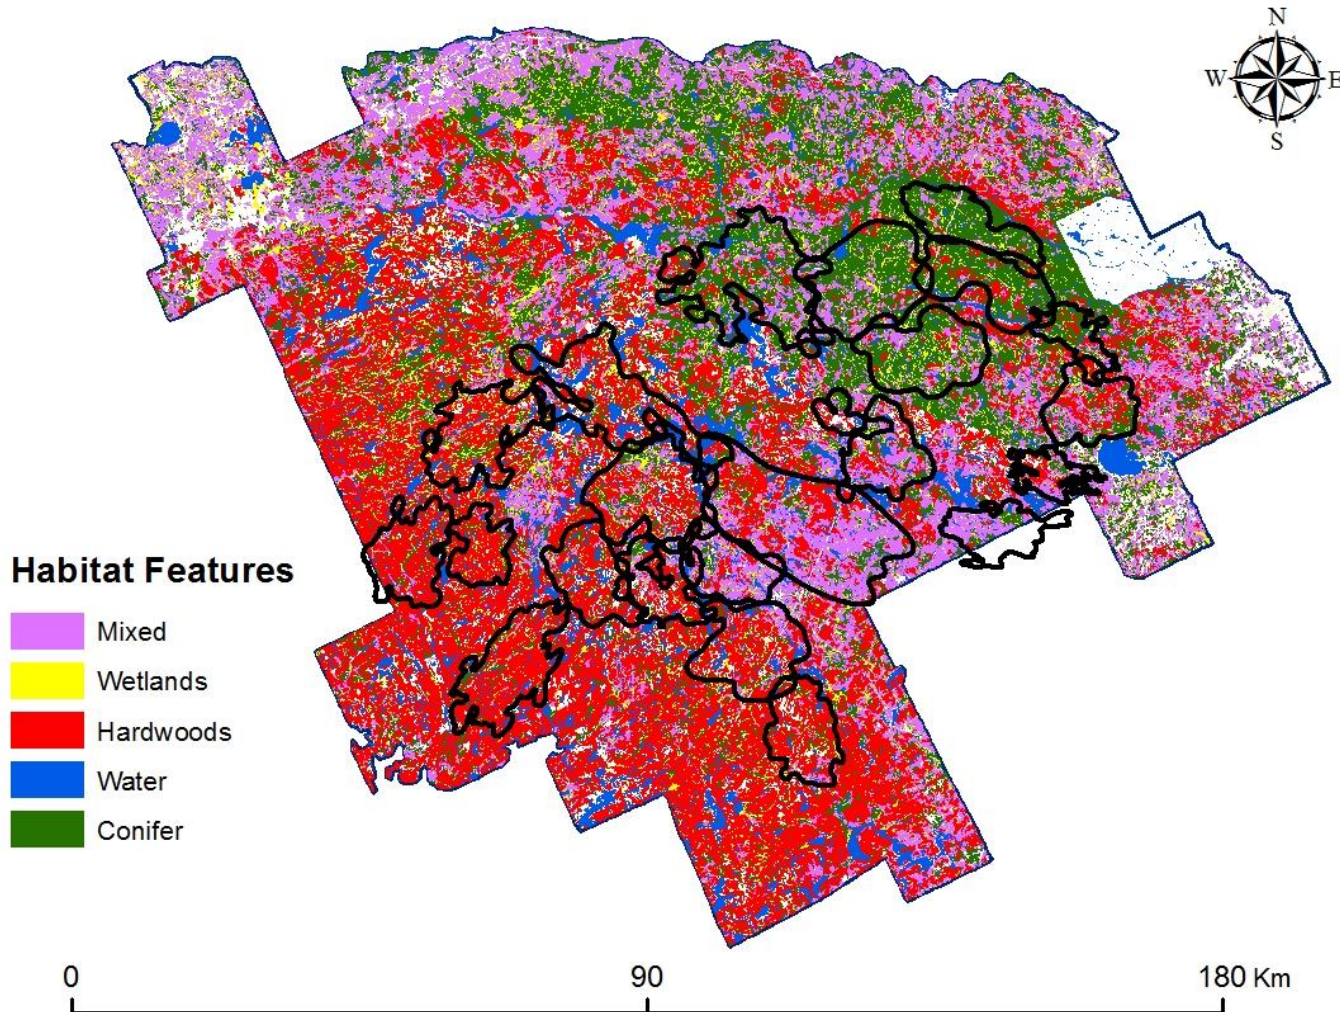 N
W E
S
Habitat Features
Mixed
Wetlands
Hardwoods
Water
Conifer
0 90 180 Km